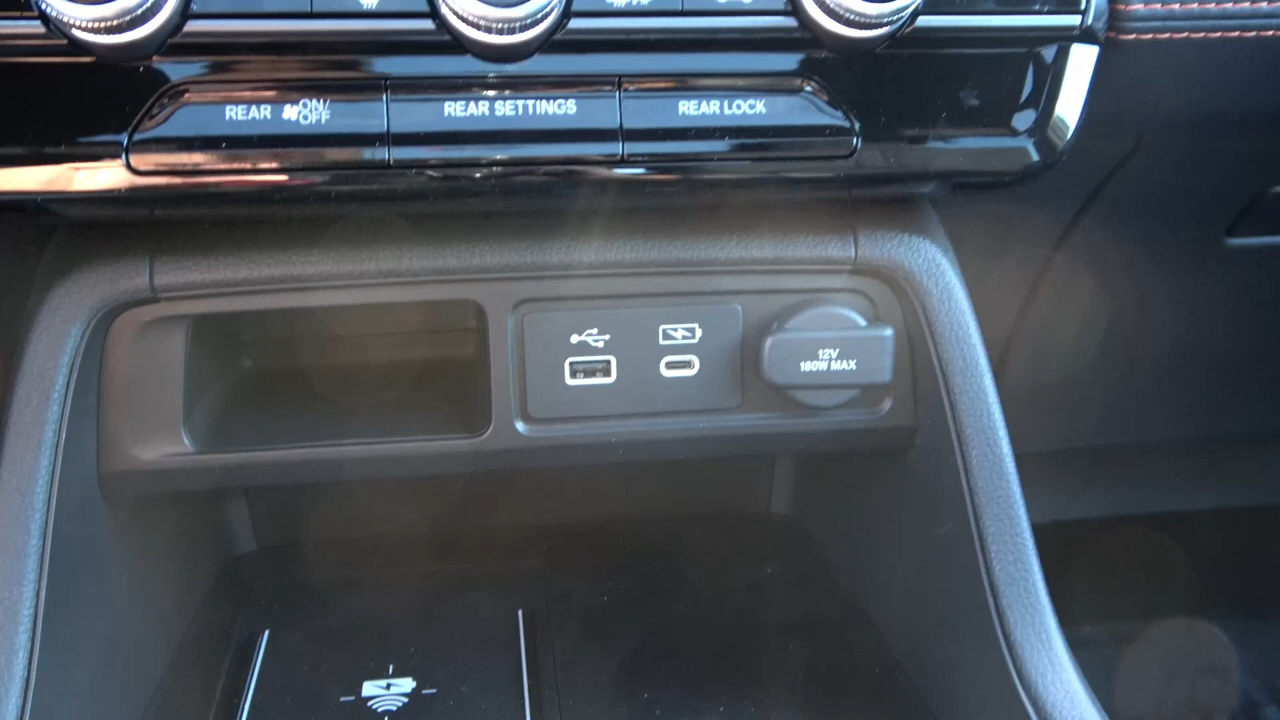 REAR ON/
OFF
REAR SETTINGS
REAR LOCK
12V
180W MAX